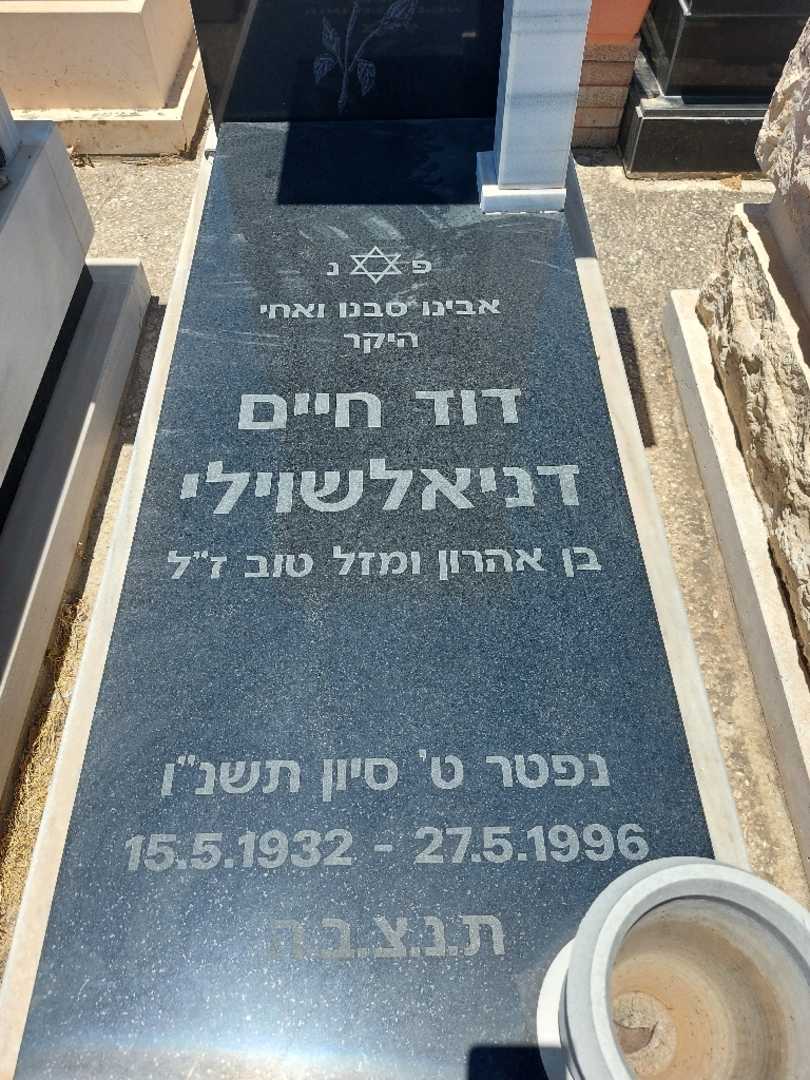 פ נ
אבינו סבנו ואחי
היקר
דוד חיים
דניאלשוילי
בן אהרון ומזל טוב ז"ל
נפטר ט' סיון תשנ"ו
15.5.1932 - 27.5.1996
ת.נ.צ.ב.ה